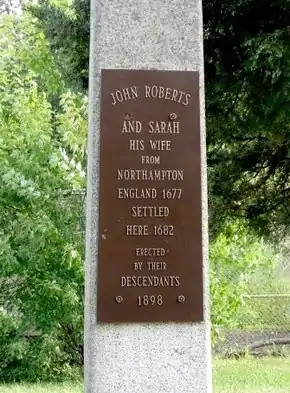 JOHN ROBERTS
AND SARAH
HIS WIFE
FROM
NORTHAMPTON
ENGLAND 1677
SETTLED
HERE 1682
ERECTED
BY THEIR
DESCENDANTS
1898